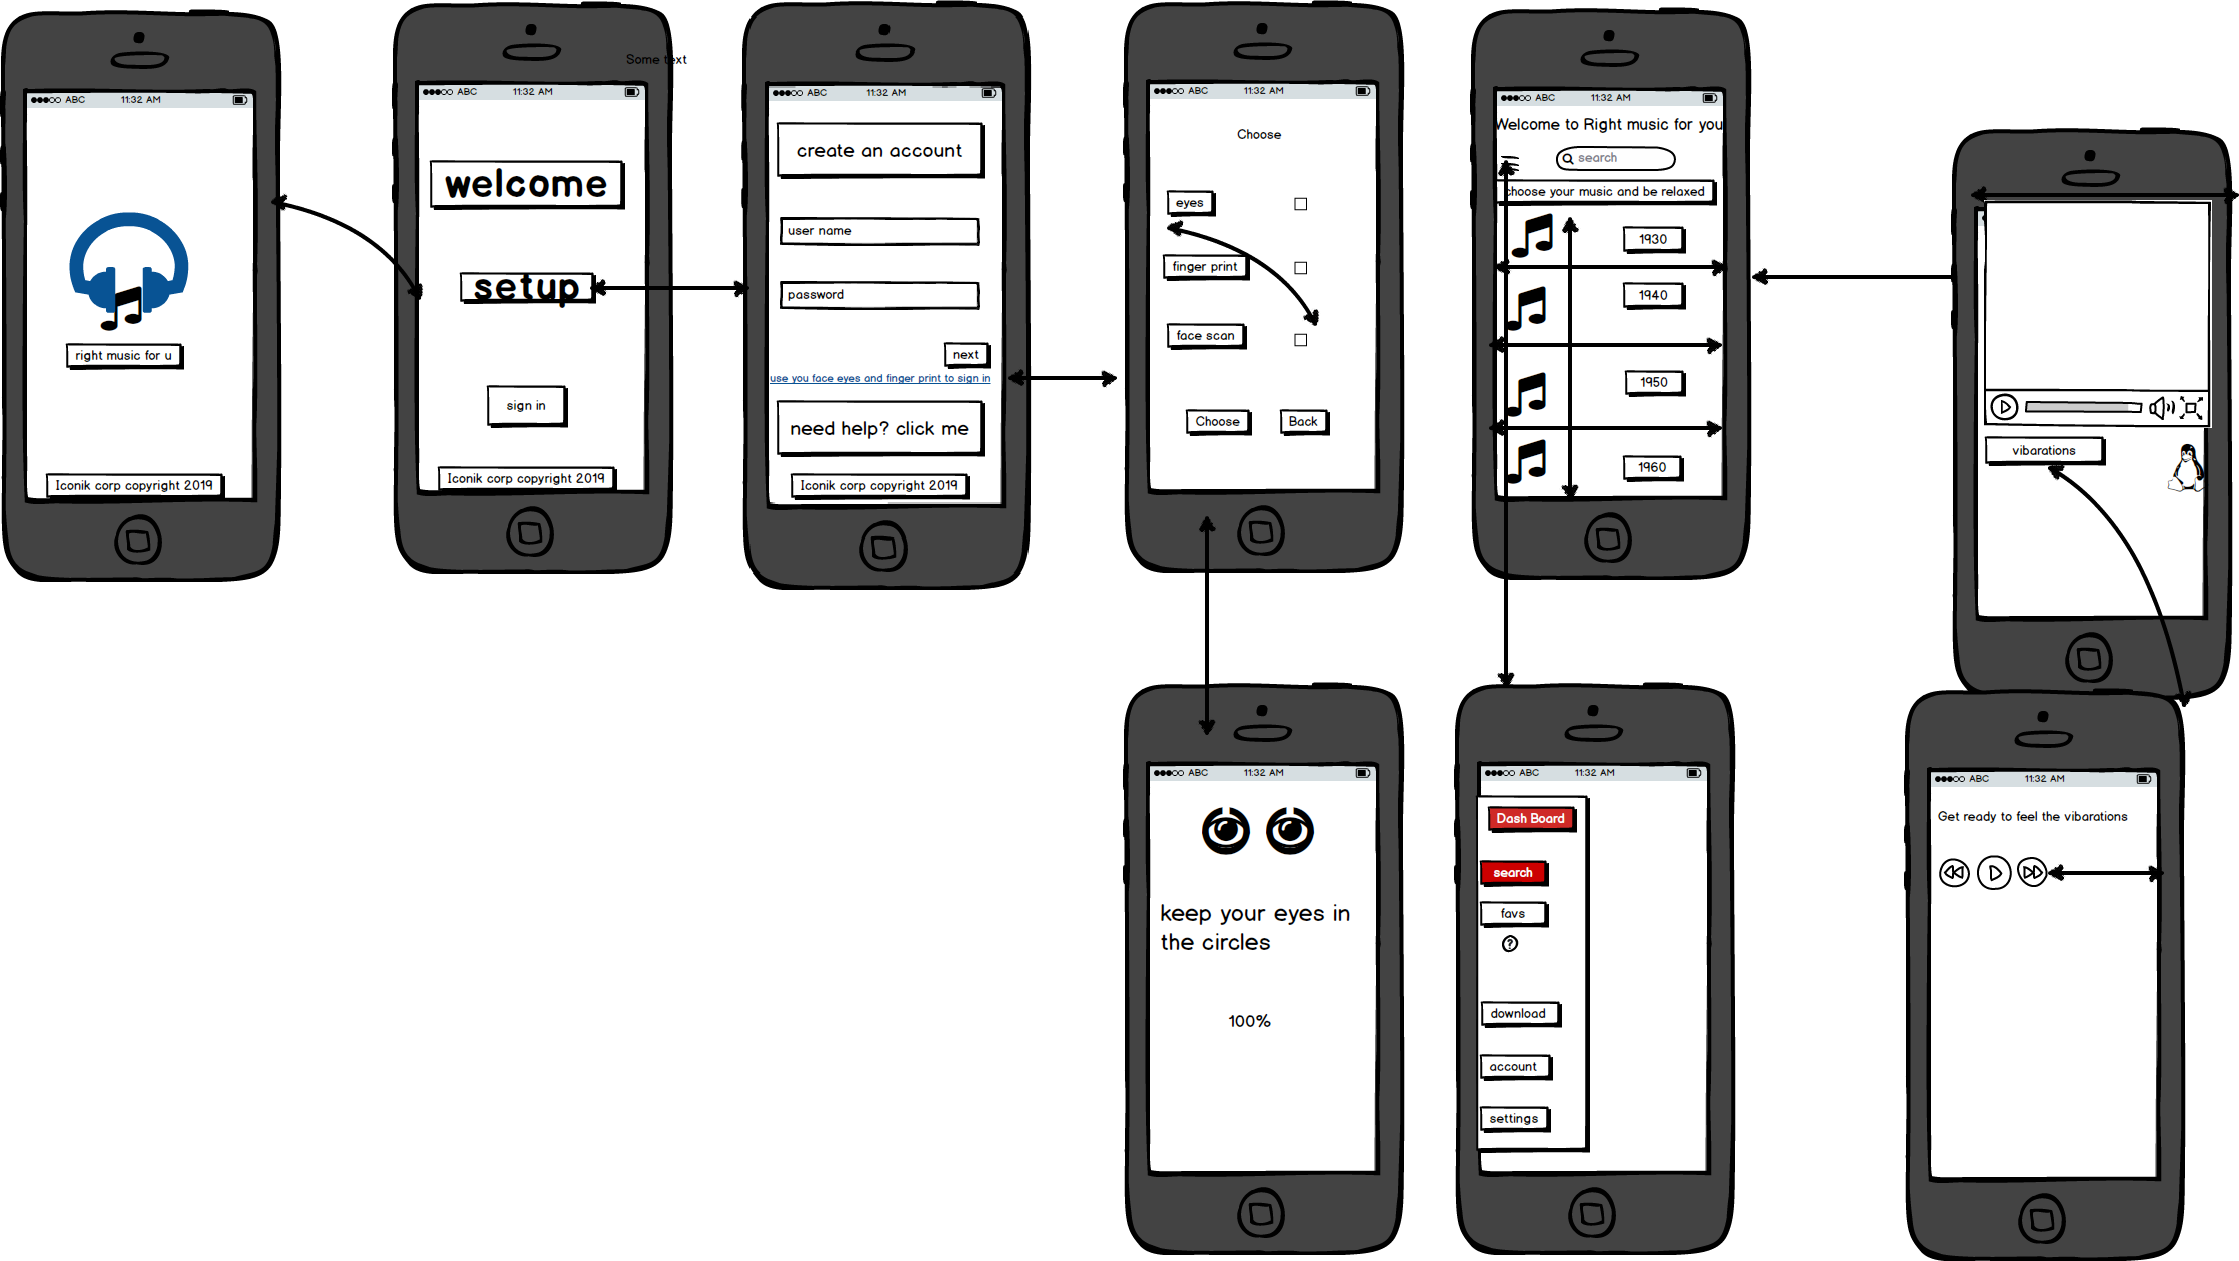 ABC 11:32 AM
right music for u
Iconik corp copyright 2019
Some text
ABC 11:32 AM
welcome
setup
sign in
Iconik corp copyright 2019
ABC 11:32 AM
create an account
user name
password
next
use you face eyes and finger print to sign in
need help? click me
Iconik corp copyright 2019
ABC 11:32 AM
Choose
eyes
finger print
face scan
Choose Back
ABC 11:32 AM
Welcome to Right music for you
search
choose your music and be relaxed
1930
1940
1950
1960
vibarations
ABC 11:32 AM
keep your eyes in
the circles
100%
ABC 11:32 AM
Dash Board
search
favs
?
download
account
settings
ABC 11:32 AM
Get ready to feel the vibarations